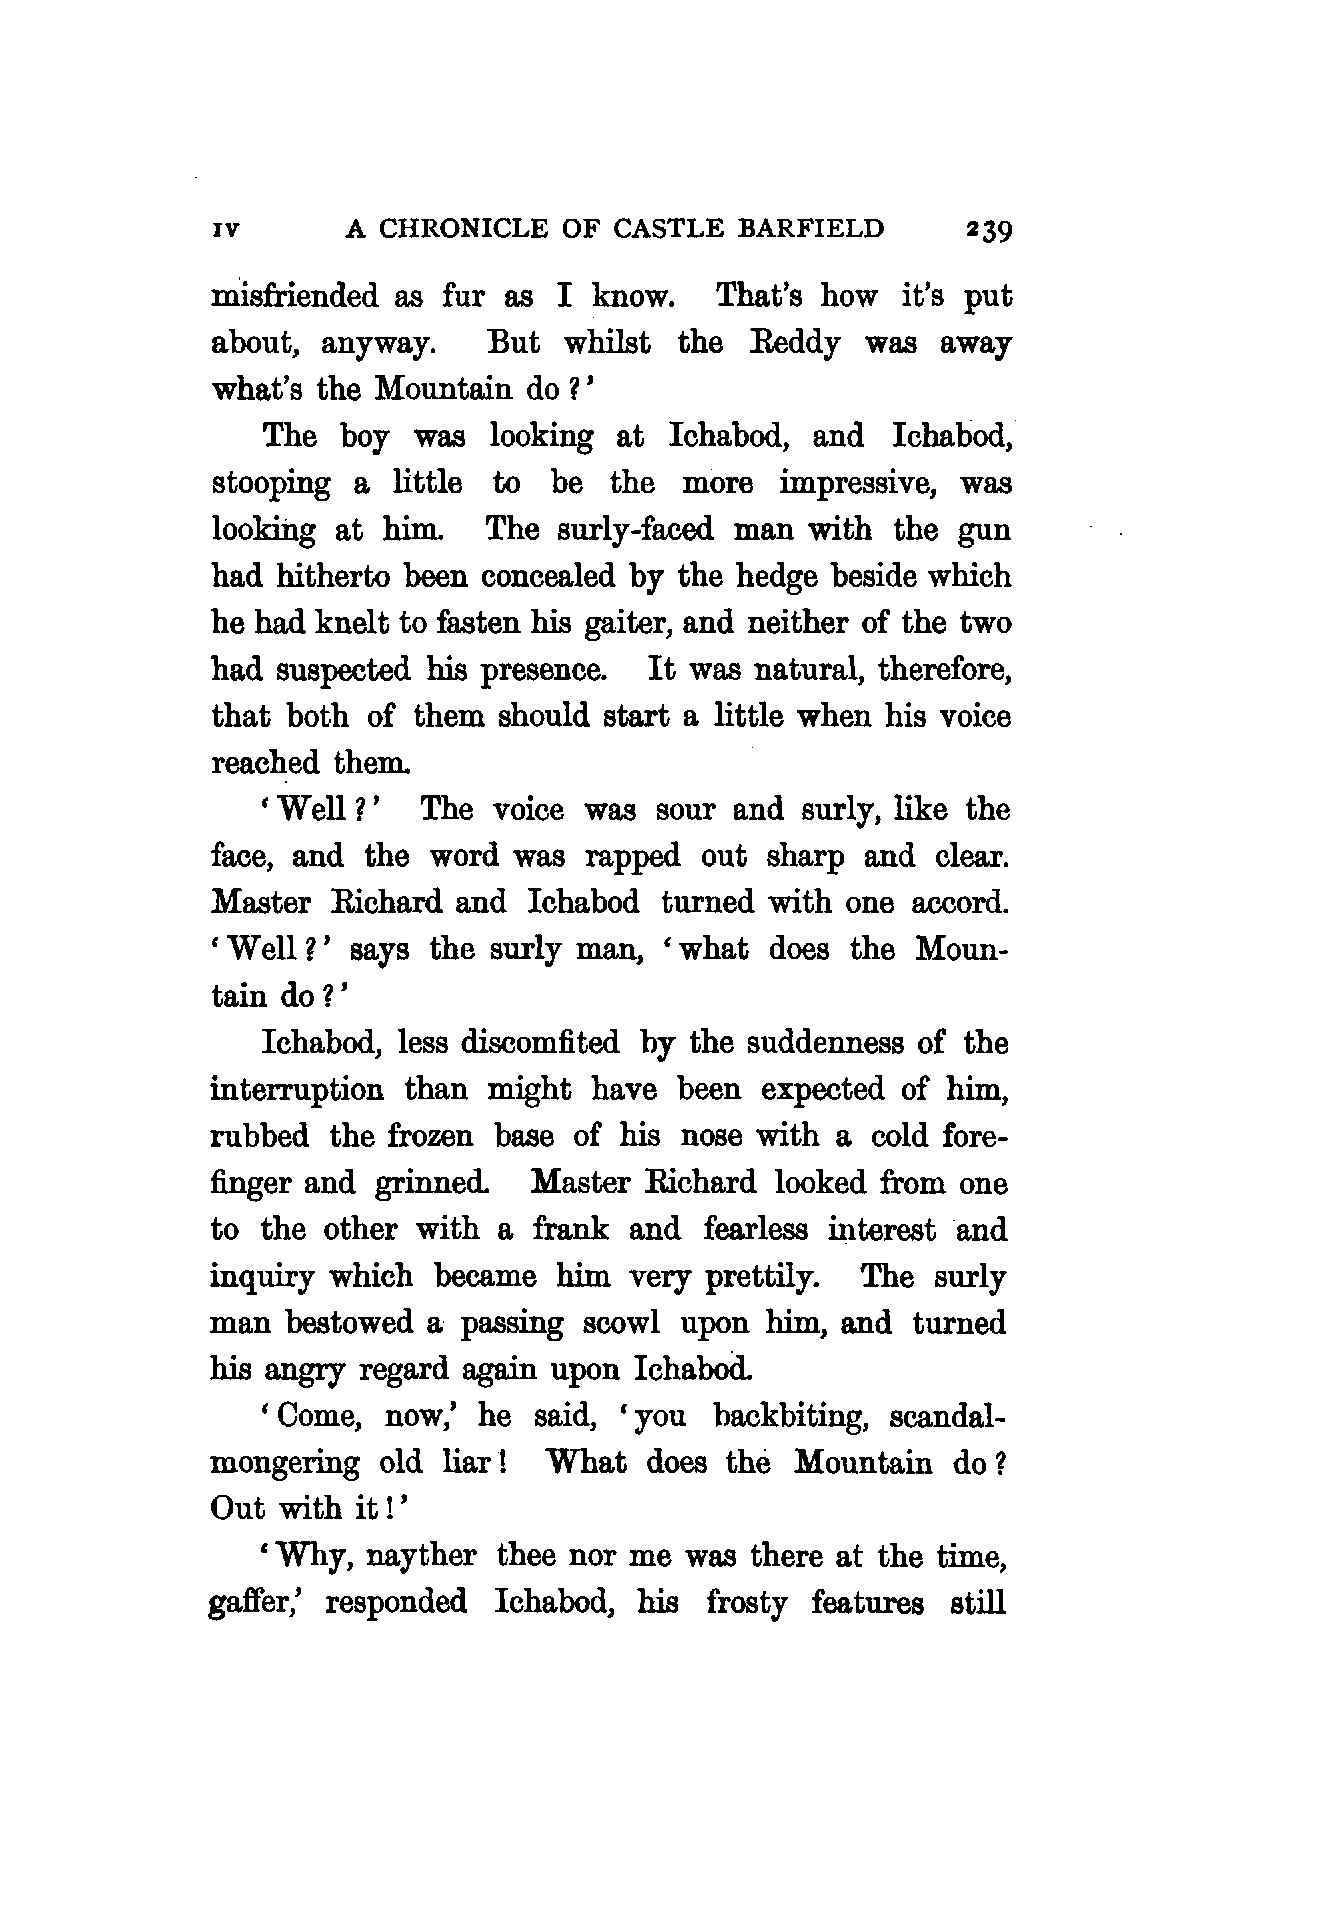 IV A CHRONICLE OF CASTLE BARFIELD 239
misfriended as fur as I know. That's how it's put
about, anyway. But whilst the Reddy was away
what's the Mountain do?'
The boy was looking at Ichabod, and Ichabod,
stooping a little to be the more impressive, was
looking at him. The surly-faced man with the gun
had hitherto been concealed by the hedge beside which
he had knelt to fasten his gaiter, and neither of the two
had suspected his presence. It was natural, therefore,
that both of them should start a little when his voice
reached them.
'Well?' The voice was sour and surly, like the
face, and the word was rapped out sharp and clear.
Master Richard and Ichabod turned with one accord.
'Well?' says the surly man, 'what does the Moun-
tain do?'
Ichabod, less discomfited by the suddenness of the
interruption than might have been expected of him,
rubbed the frozen base of his nose with a cold fore-
finger and grinned. Master Richard looked from one
to the other with a frank and fearless interest and
inquiry which became him very prettily. The surly
man bestowed a passing scowl upon him, and turned
his angry regard again upon Ichabod.
'Come, now,' he said, 'you backbiting, scandal-
mongering old liar! What does the Mountain do?
Out with it!'
'Why, nayther thee nor me was there at the time,
gaffer,' responded Ichabod, his frosty features still